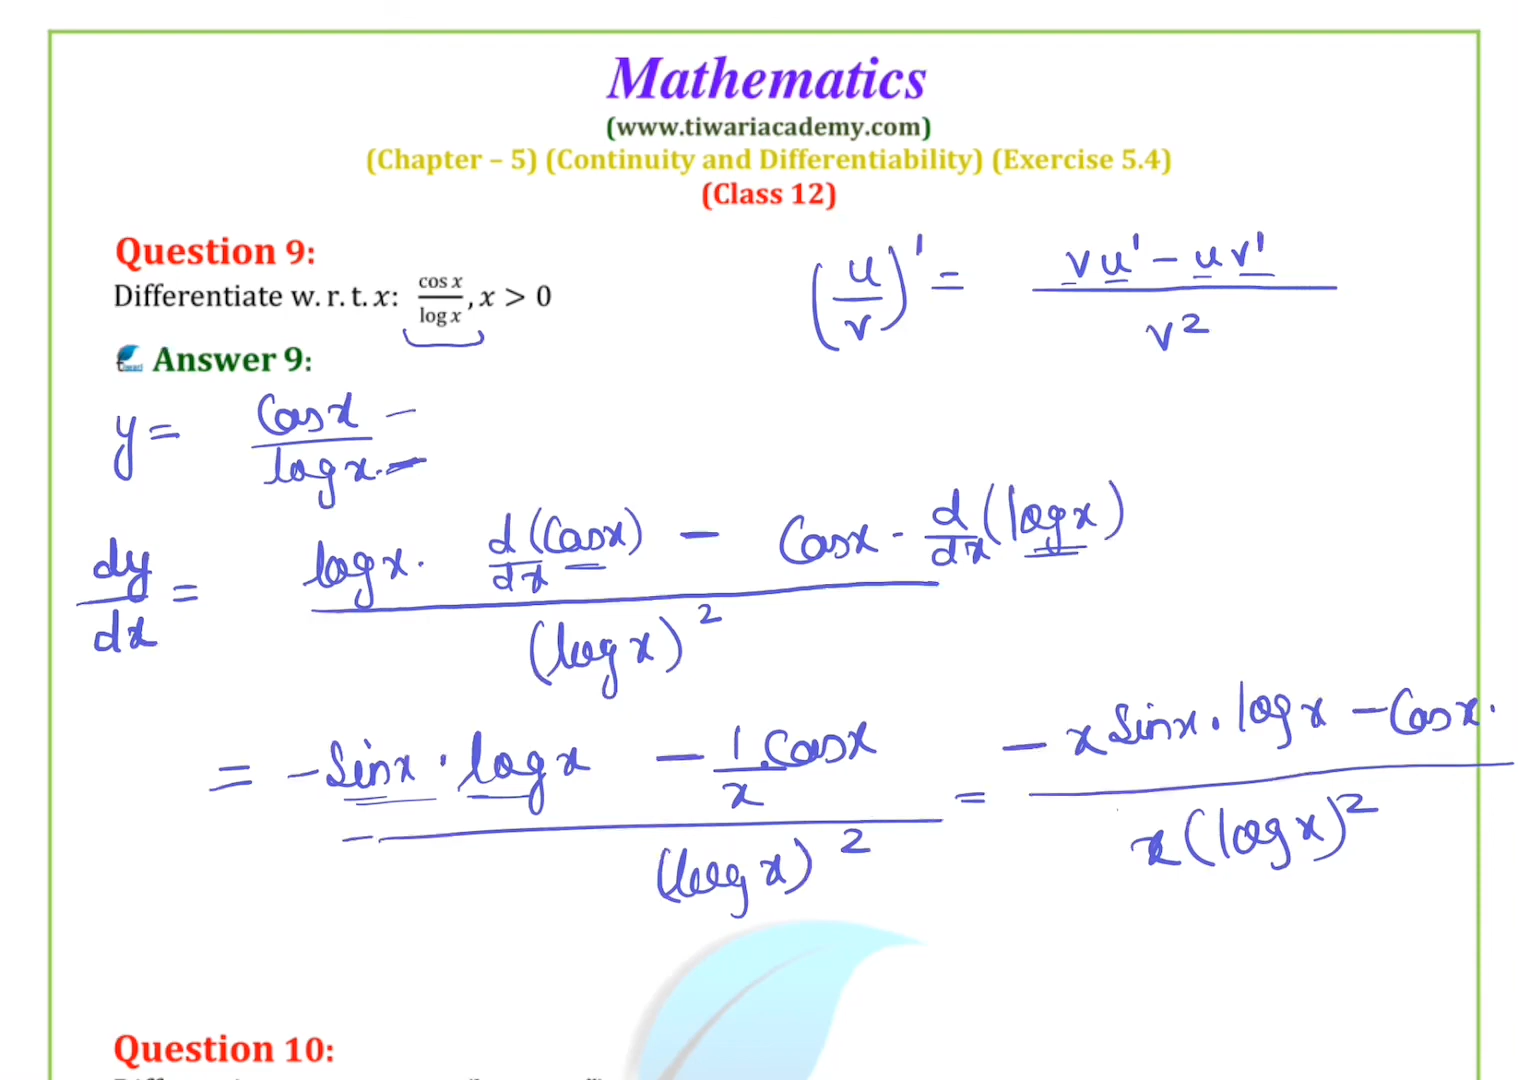 Mathematics
(www.tiwariacademy.com)
(Chapter – 5) (Continuity and Differentiability) (Exercise 5.4)
(Class 12)
Question 9:
Differentiate w. r. t. x: cos x / log x , x > 0
(u/v)' = (vu' - uv') / v²
Answer 9:
y = Cos x / log x
dy/dx = (log x · d/dx (Cos x) - Cos x · d/dx (log x)) / (log x)²
= (-Sin x · log x - 1/x · Cos x) / (log x)² = (-x Sin x · log x - Cos x) / x (log x)²
Question 10: